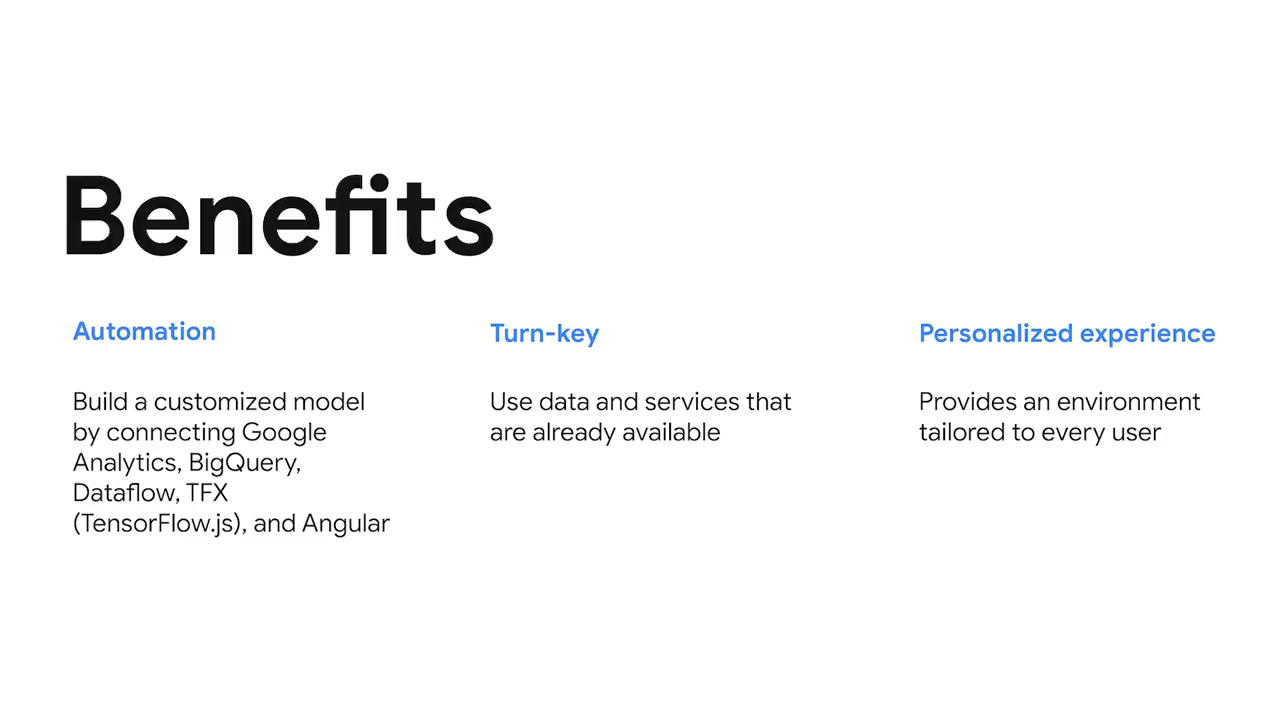 Benefits
Automation
Build a customized model
by connecting Google
Analytics, BigQuery,
Dataflow, TFX
(TensorFlow.js), and Angular
Turn-key
Use data and services that
are already available
Personalized experience
Provides an environment
tailored to every user